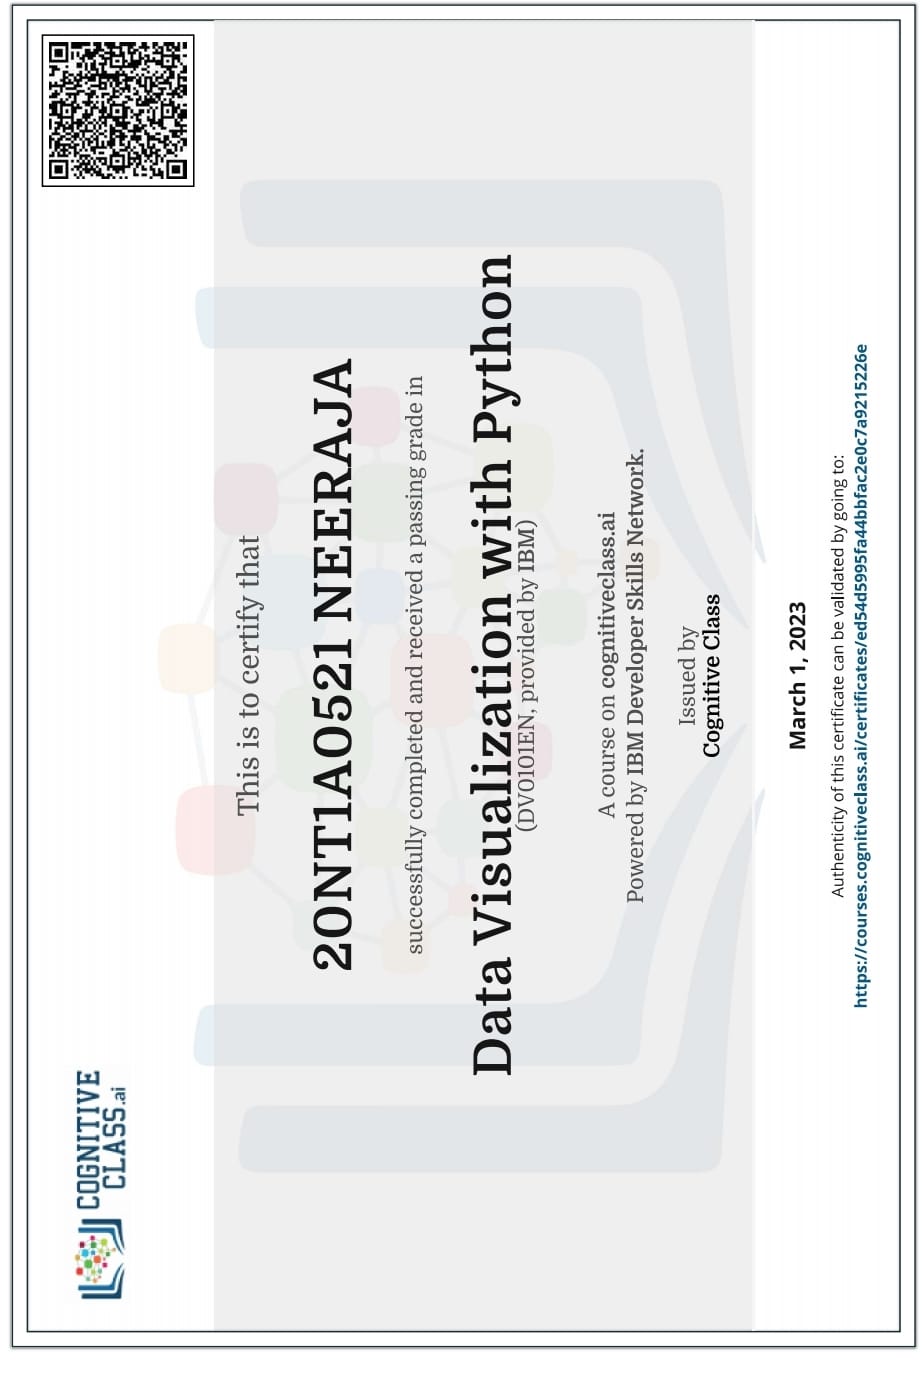 COGNITIVE
CLASS.ai
This is to certify that
20NT1A0521 NEERAJA
successfully completed and received a passing grade in
Data Visualization with Python
(DV0101EN, provided by IBM)
A course on cognitiveclass.ai
Powered by IBM Developer Skills Network.
Issued by
Cognitive Class
March 1, 2023
Authenticity of this certificate can be validated by going to:
https://courses.cognitiveclass.ai/certificates/ed54d5995fa44bbfac2e0c7a9215226e